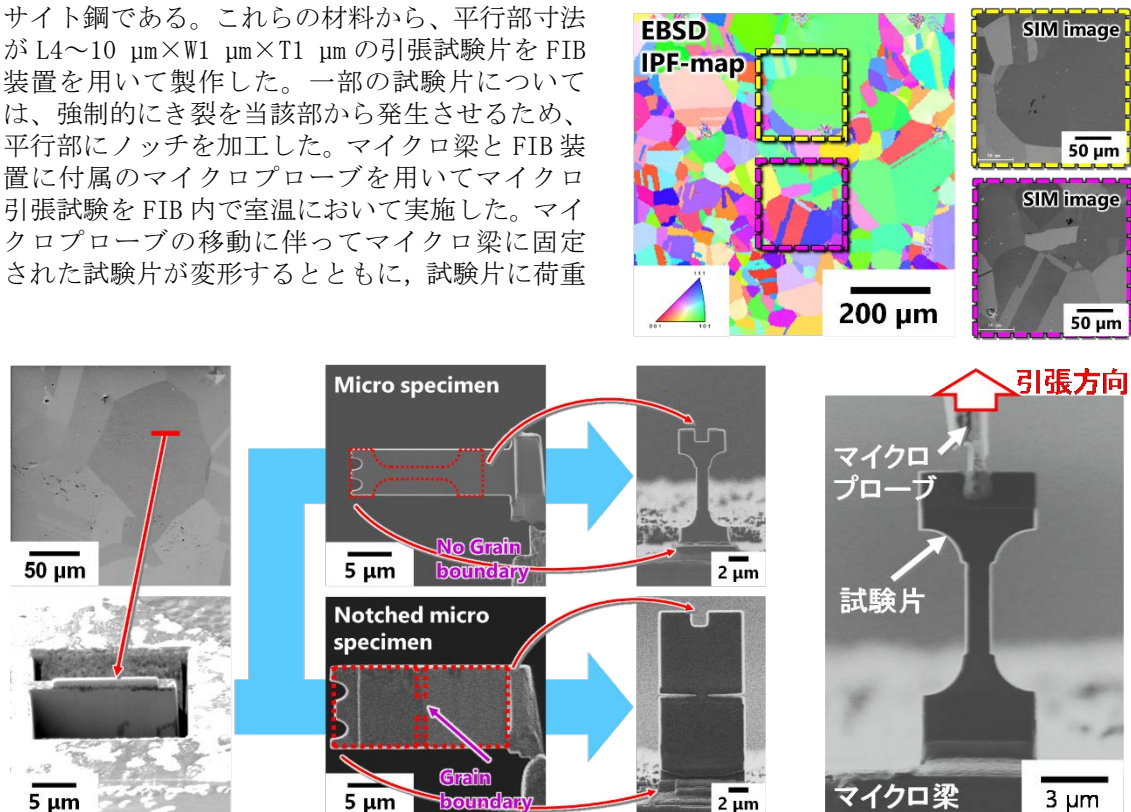 サイト鋼である。これらの材料から、平行部寸法
が L4～10 μm×W1 μm×T1 μm の引張試験片を FIB
装置を用いて製作した。 一部の試験片について
は、強制的にき裂を当該部から発生させるため、
平行部にノッチを加工した。マイクロ梁と FIB 装
置に付属のマイクロプローブを用いてマイクロ
引張試験を FIB 内で室温において実施した。マイ
クロプローブの移動に伴ってマイクロ梁に固定
された試験片が変形するとともに, 試験片に荷重
EBSD
IPF-map
111
001
101
200 μm
SIM image
50 μm
SIM image
50 μm
50 μm
5 μm
Micro specimen
No Grain
boundary
5 μm
2 μm
Notched micro
specimen
Grain
boundary
5 μm
2 μm
引張方向
マイクロ
プローブ
試験片
マイクロ梁
3 μm